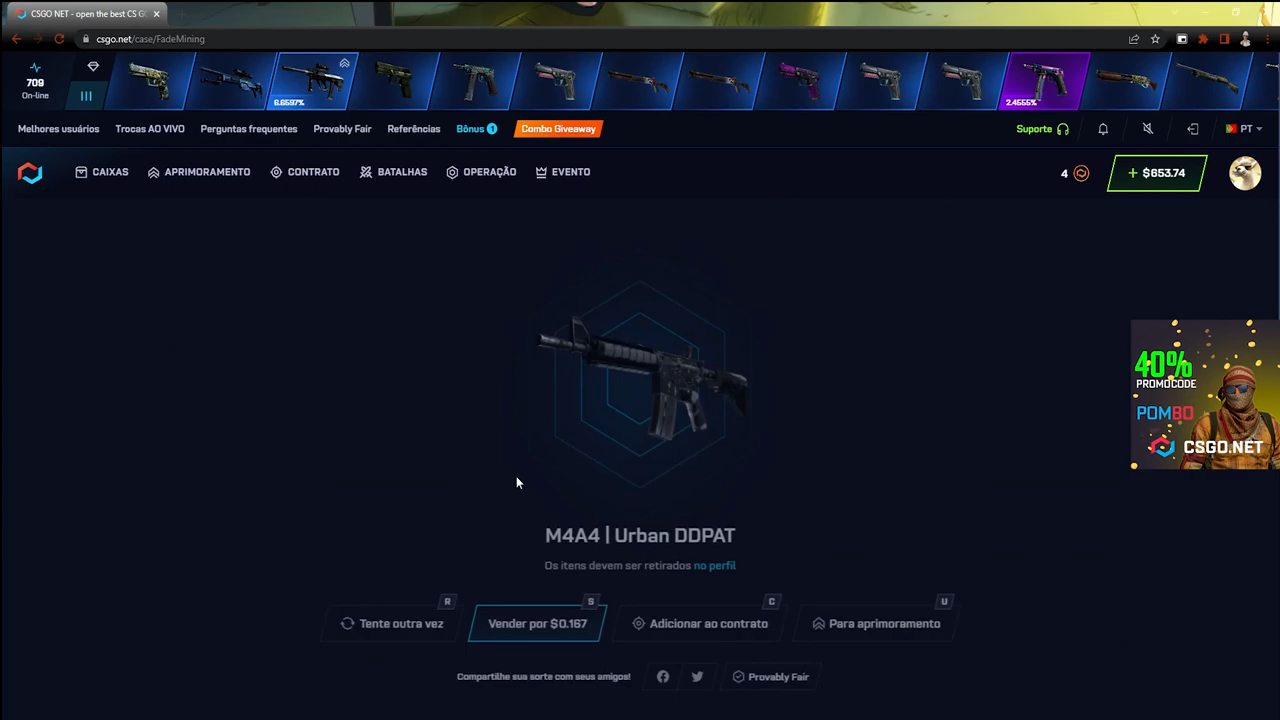 CSGO NET - open the best CS G
csgo.net/case/FadeMining
709
On-line
6.6597%
2.4555%
Melhores usuários Trocas AO VIVO Perguntas frequentes Provably Fair Referências Bônus 1 Combo Giveaway Suporte PT
CAIXAS APRIMORAMENTO CONTRATO BATALHAS OPERAÇÃO EVENTO 4 + $653.74
40%
PROMOCODE
POMBO
CSGO.NET
M4A4 | Urban DDPAT
Os itens devem ser retirados no perfil
R S C U
Tente outra vez Vender por $0.167 Adicionar ao contrato Para aprimoramento
Compartilhe sua sorte com seus amigos! Provably Fair